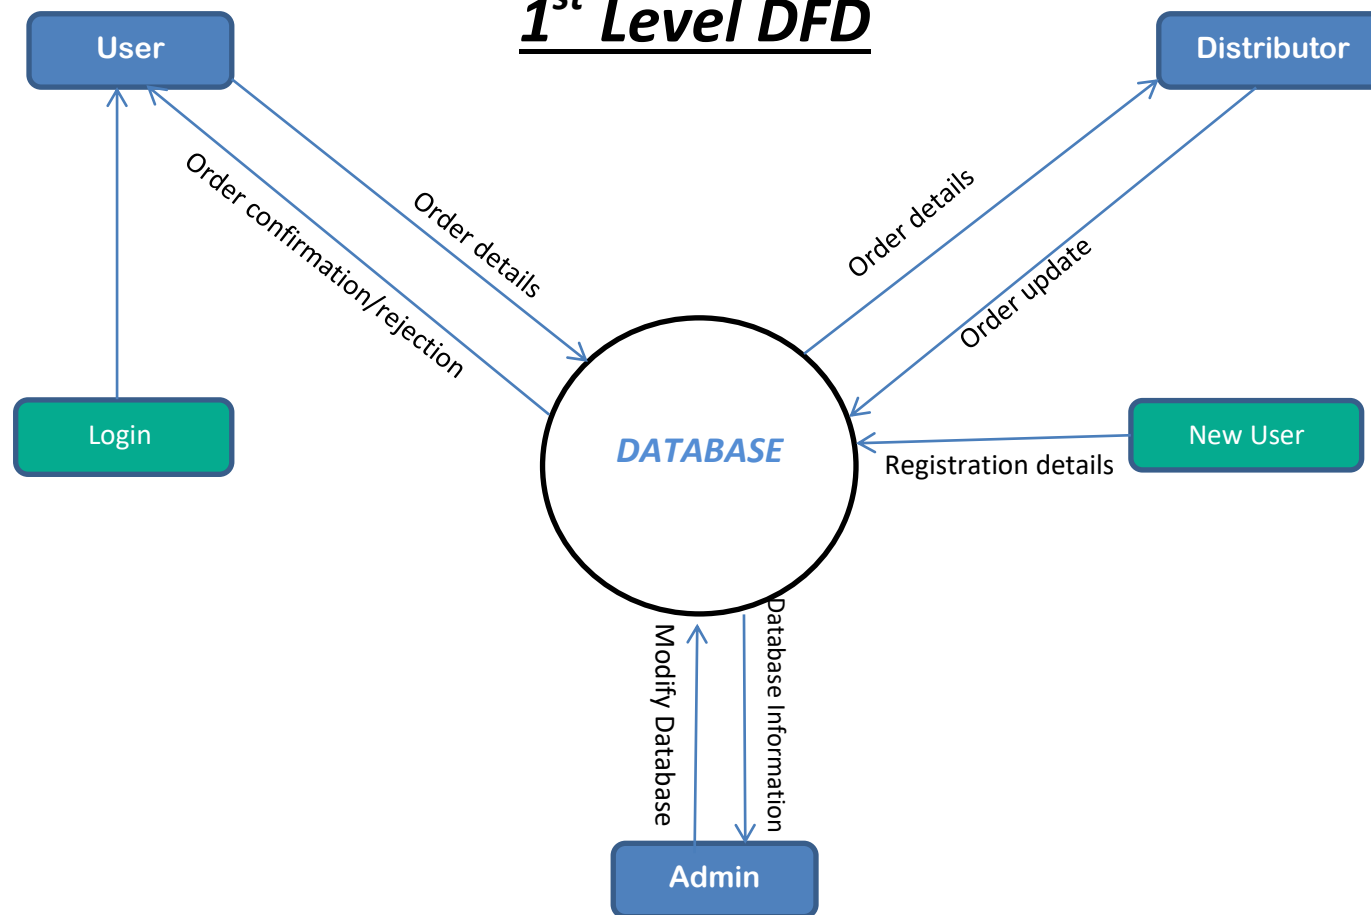 1st Level DFD
User
Distributor
Order confirmation/rejection
Order details
Order details
Order update
Login
DATABASE
New User
Registration details
Modify Database
Database Information
Admin